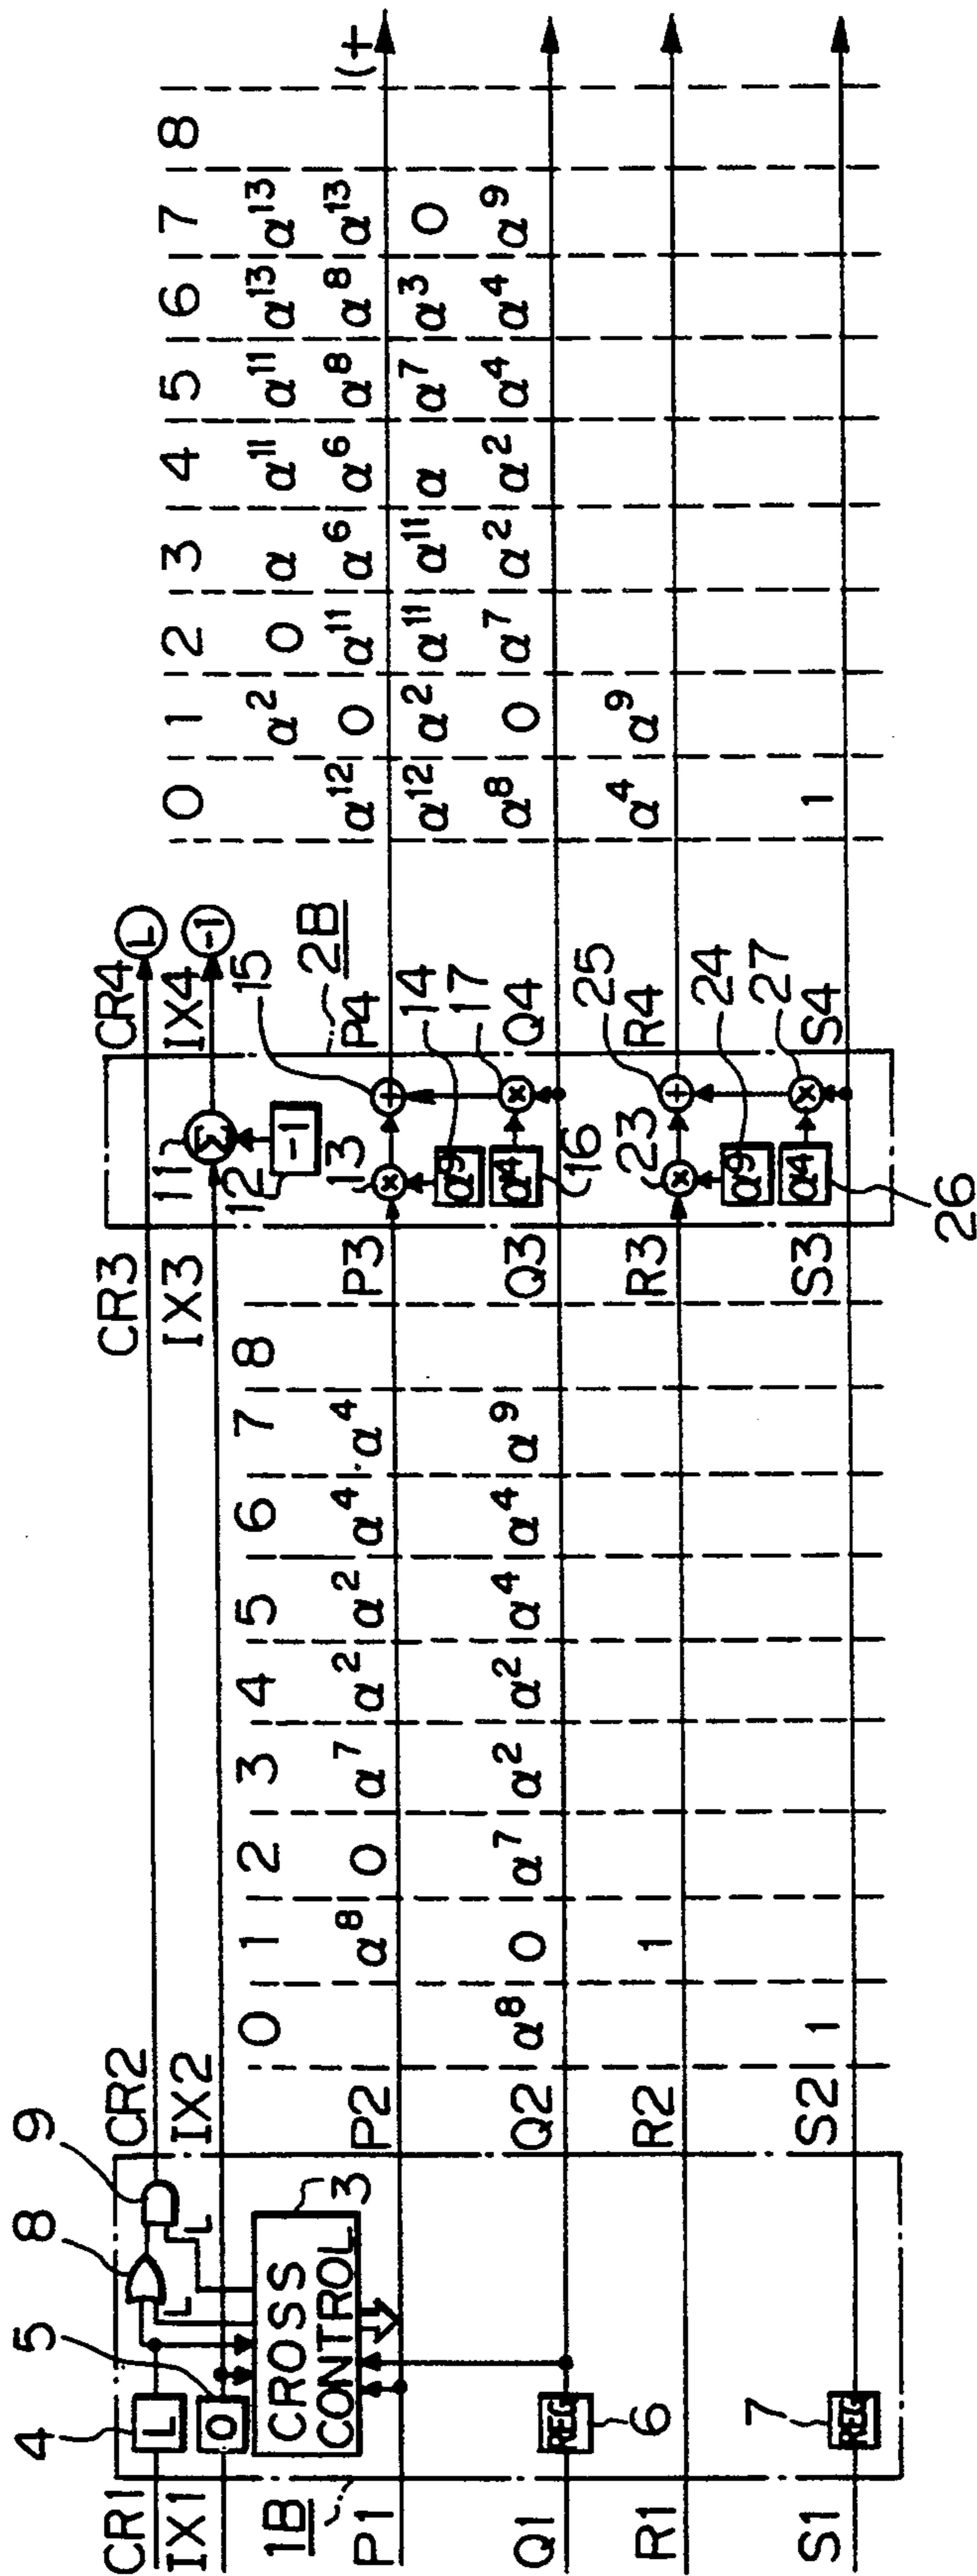 CR1 4 8 9 CR2 CR3 CR4 L
L
IX1 5 0 L L IX2 IX3 11 Σ IX4 -1
12 -1
1B CROSS CONTROL 3
2B
0 1 2 3 4 5 6 7 8
0 1 2 3 4 5 6 7 8
α² 0 α α¹¹ α¹¹ α¹³ α¹³
P1 P2 α⁸ 0 α⁷ α² α² α⁴ α⁴ P3 13 × + 15 P4 α¹² 0 α¹¹ α⁶ α⁶ α⁸ α⁸ α¹³ (+
α⁹ 14 α¹² α² α¹¹ α¹¹ α α⁷ α³ 0
Q1 REG 6 Q2 α⁸ 0 α⁷ α² α² α⁴ α⁴ α⁹ Q3 α⁴ 16 × 17 Q4 α⁸ 0 α⁷ α² α² α⁴ α⁴ α⁹
R1 R2 1 R3 23 × + 25 R4 α⁴ α⁹
α⁹ 24
S1 7 REG S2 1 S3 α⁴ 26 × 27 S4 1